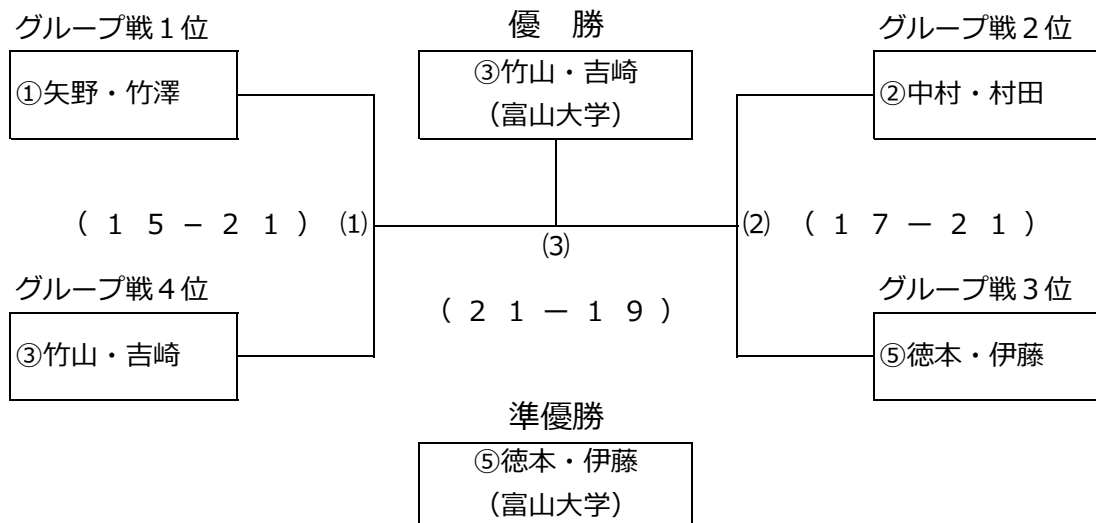 グループ戦１位
優　勝
グループ戦２位
①矢野・竹澤
③竹山・吉崎
（富山大学）
②中村・村田
（１５－２１）⑴
⑵（１７－２１）
⑶
グループ戦４位
（２１－１９）
グループ戦３位
③竹山・吉崎
⑤徳本・伊藤
準優勝
⑤徳本・伊藤
（富山大学）